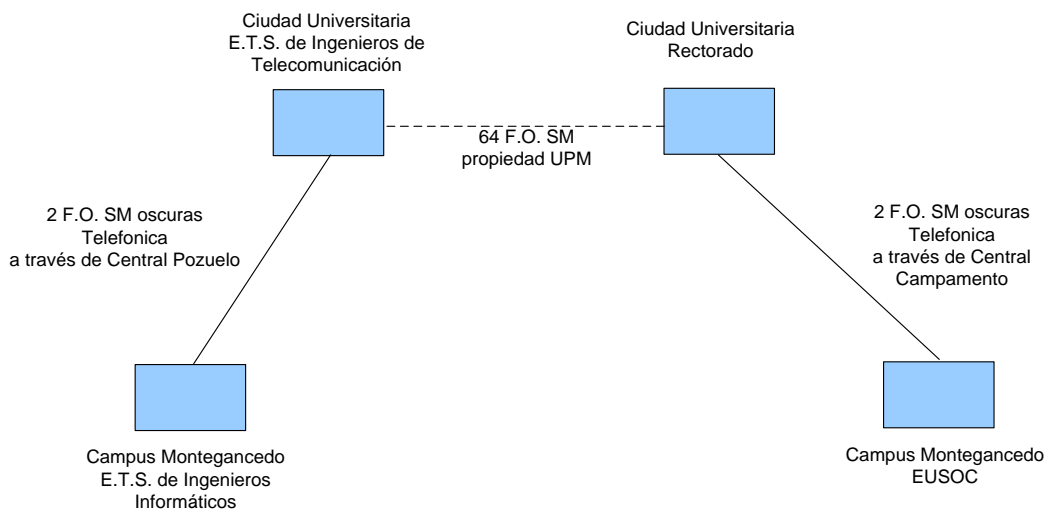 Ciudad Universitaria
E.T.S. de Ingenieros de
Telecomunicación
Ciudad Universitaria
Rectorado
64 F.O. SM
propiedad UPM
2 F.O. SM oscuras
Telefonica
a través de Central Pozuelo
2 F.O. SM oscuras
Telefonica
a través de Central
Campamento
Campus Montegancedo
E.T.S. de Ingenieros
Informáticos
Campus Montegancedo
EUSOC